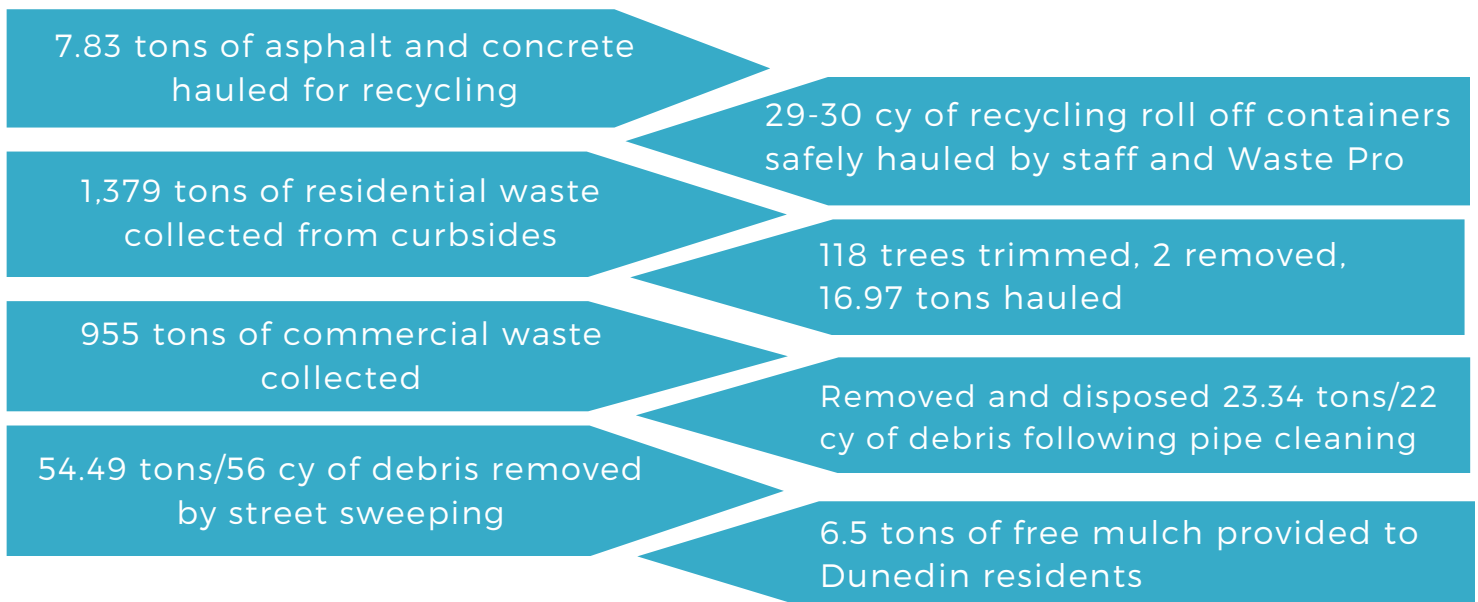 7.83 tons of asphalt and concrete
hauled for recycling
29-30 cy of recycling roll off containers
safely hauled by staff and Waste Pro
1,379 tons of residential waste
collected from curbsides
118 trees trimmed, 2 removed,
16.97 tons hauled
955 tons of commercial waste
collected
Removed and disposed 23.34 tons/22
cy of debris following pipe cleaning
54.49 tons/56 cy of debris removed
by street sweeping
6.5 tons of free mulch provided to
Dunedin residents